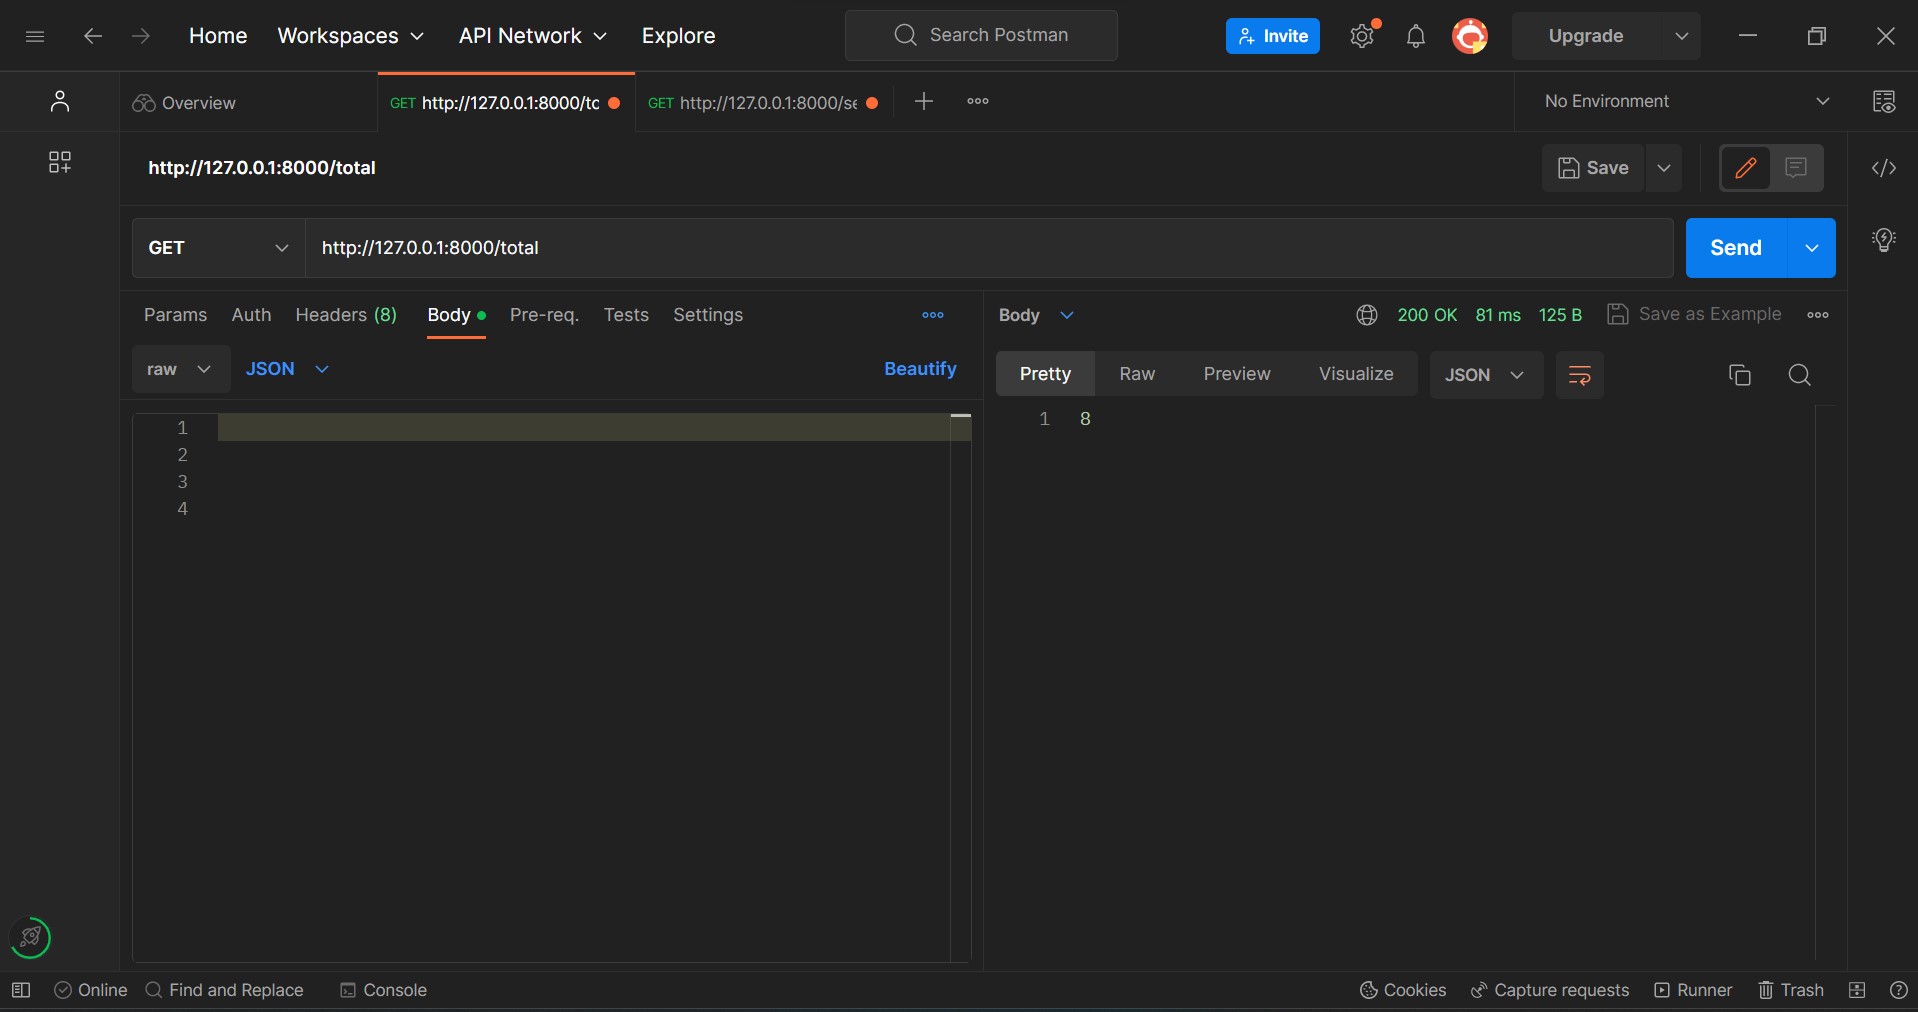 Home Workspaces API Network Explore Search Postman Invite Upgrade
Overview GET http://127.0.0.1:8000/tc GET http://127.0.0.1:8000/se No Environment
http://127.0.0.1:8000/total Save
GET http://127.0.0.1:8000/total Send
Params Auth Headers (8) Body Pre-req. Tests Settings
raw JSON Beautify
1
2
3
4
Body 200 OK 81 ms 125 B Save as Example
Pretty Raw Preview Visualize JSON
1 8
Online Find and Replace Console Cookies Capture requests Runner Trash